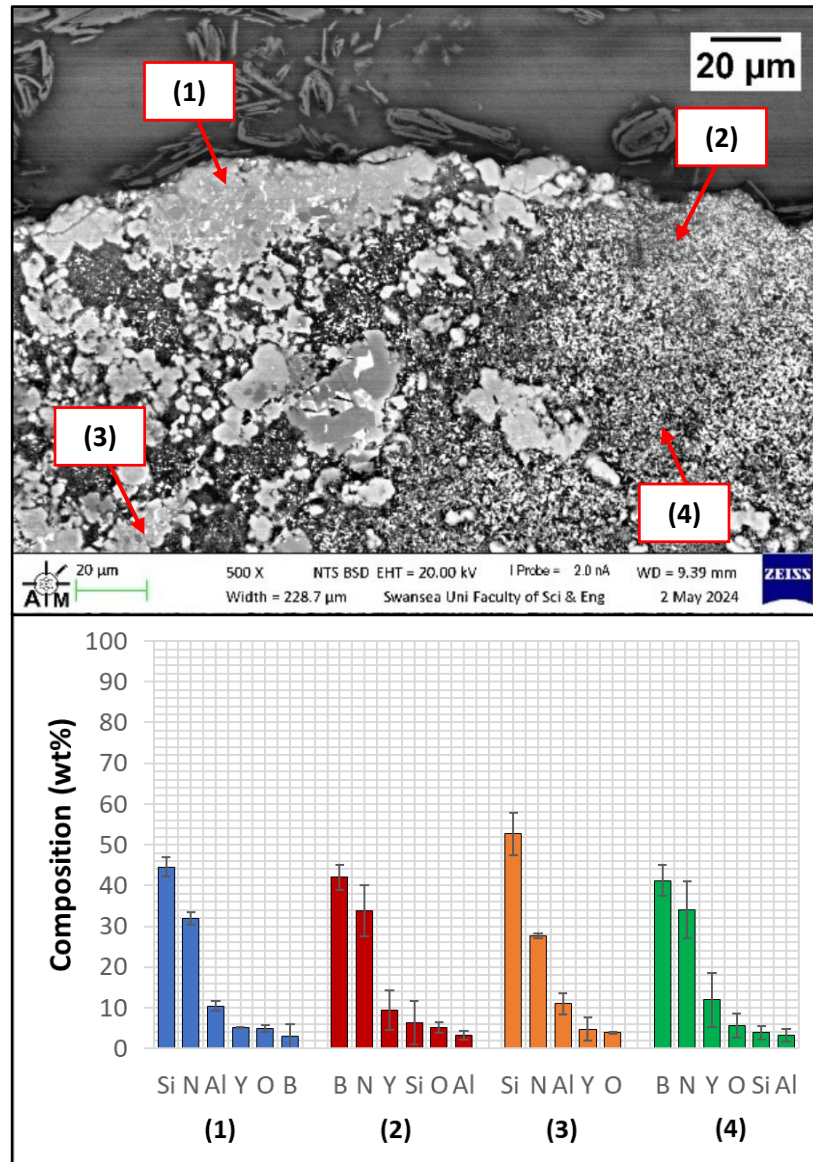 20 µm
(1)
(2)
(3)
(4)
20 µm
500 X NTS BSD EHT = 20.00 kV I Probe = 2.0 nA WD = 9.39 mm
Width = 228.7 µm Swansea Uni Faculty of Sci & Eng 2 May 2024
ZEISS
AIM
Composition (wt%)
100
90
80
70
60
50
40
30
20
10
0
Si N Al Y O B B N Y Si O Al Si N Al Y O B N Y O Si Al
(1) (2) (3) (4)